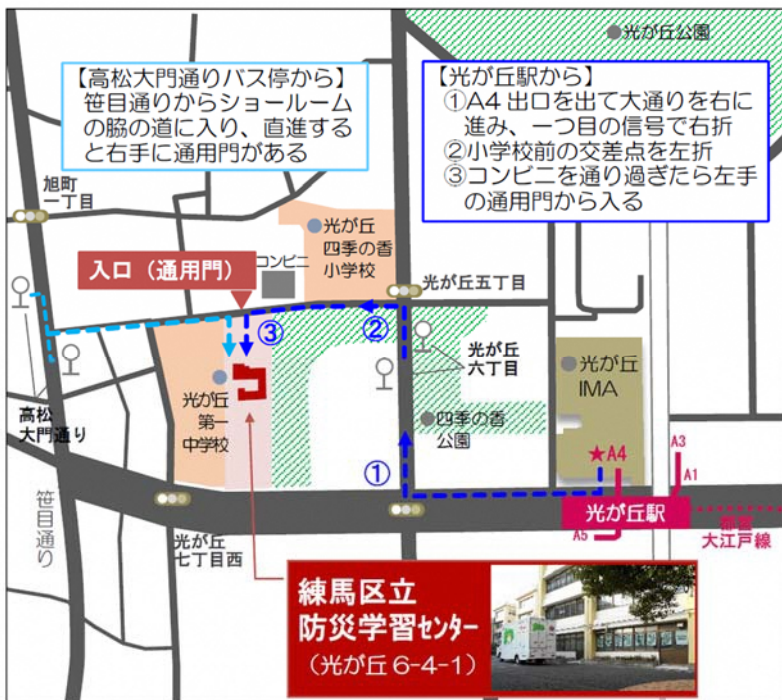 光が丘公園
【高松大門通りバス停から】
笹目通りからショールーム
の脇の道に入り、直進する
と右手に通用門がある
【光が丘駅から】
①A4出口を出て大通りを右に
進み、一つ目の信号で右折
②小学校前の交差点を左折
③コンビニを通り過ぎたら左手
の通用門から入る
旭町
一丁目
光が丘
四季の香
小学校
入口（通用門）
コンビニ
光が丘五丁目
②
③
光が丘
六丁目
光が丘
IMA
光が丘
第一
中学校
高松
大門通り
四季の香
公園
①
★A4
A3
A1
笹目通り
光が丘駅
A5
都営
大江戸線
光が丘
七丁目西
練馬区立
防災学習センター
（光が丘6-4-1）